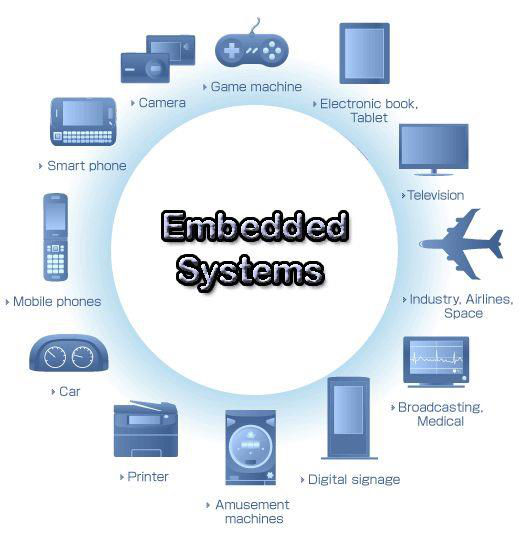 Game machine
Electronic book,
Tablet
Television
Industry, Airlines,
Space
Broadcasting,
Medical
Digital signage
Amusement
machines
Printer
Car
Mobile phones
Smart phone
Camera
Embedded
Systems